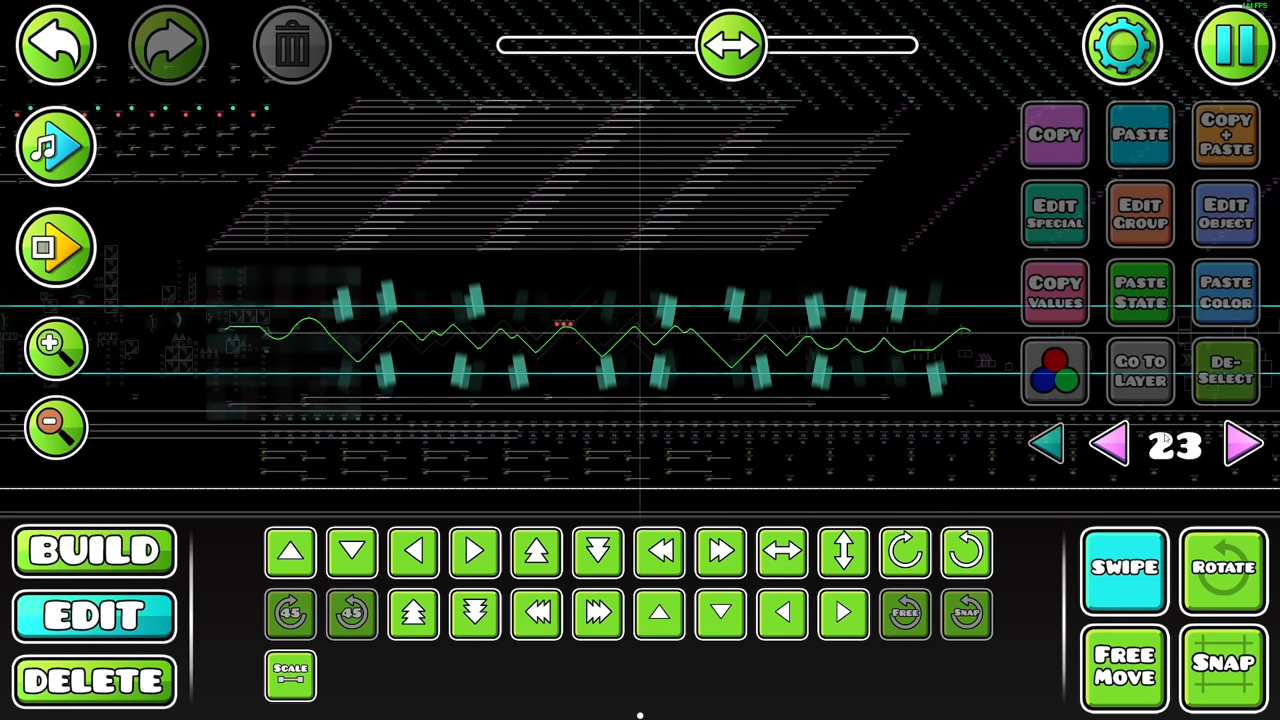 COPY
PASTE
COPY
+
PASTE
EDIT
SPECIAL
EDIT
GROUP
EDIT
OBJECT
COPY
VALUES
PASTE
STATE
PASTE
COLOR
GO TO
LAYER
DE-
SELECT
23
BUILD
EDIT
DELETE
45
45
FREE
SNAP
SCALE
SWIPE
ROTATE
FREE
MOVE
SNAP